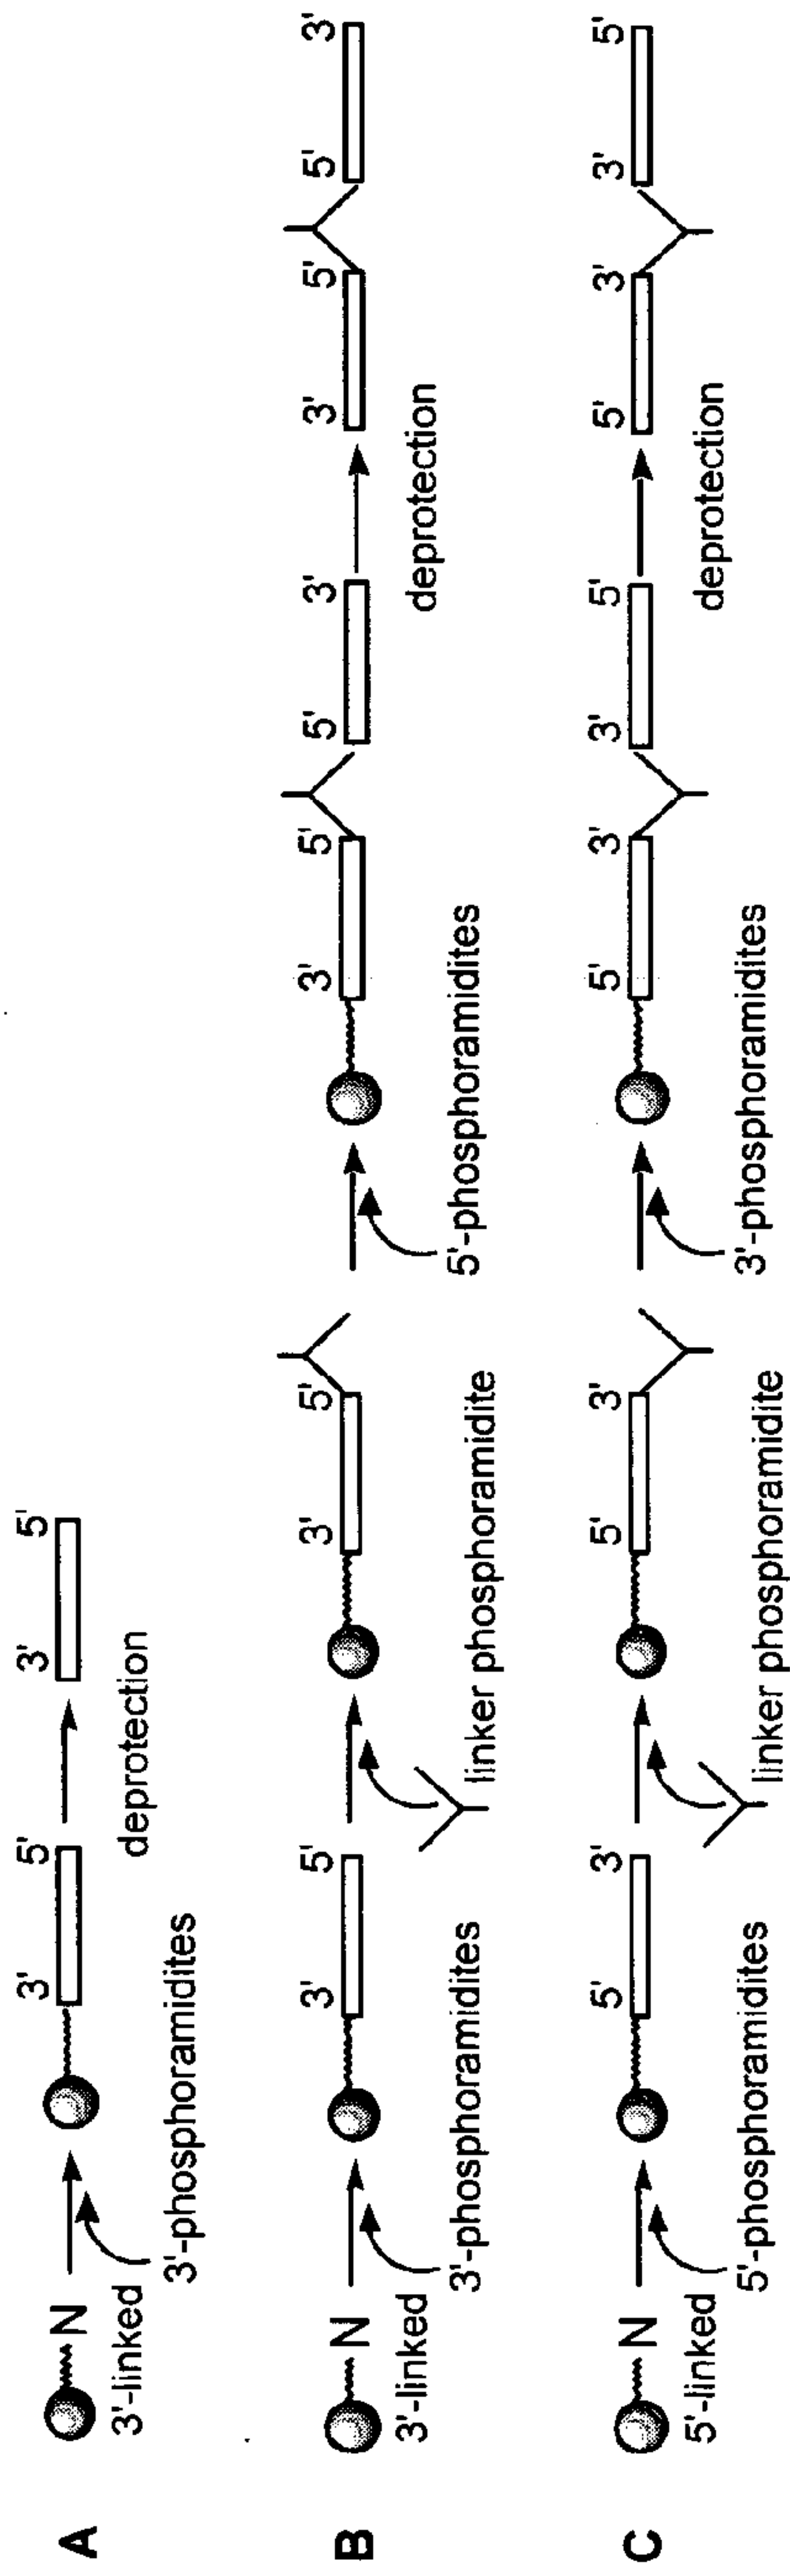 A
N
3'-linked
3'-phosphoramidites
3' 5'
deprotection
3' 5'
B
N
3'-linked
3'-phosphoramidites
3' 5'
linker phosphoramidite
3' 5'
5'-phosphoramidites
3' 5' 5' 3'
deprotection
3' 5' 5' 3'
C
N
5'-linked
5'-phosphoramidites
5' 3'
linker phosphoramidite
5' 3'
3'-phosphoramidites
5' 3' 3' 5'
deprotection
5' 3' 3' 5'